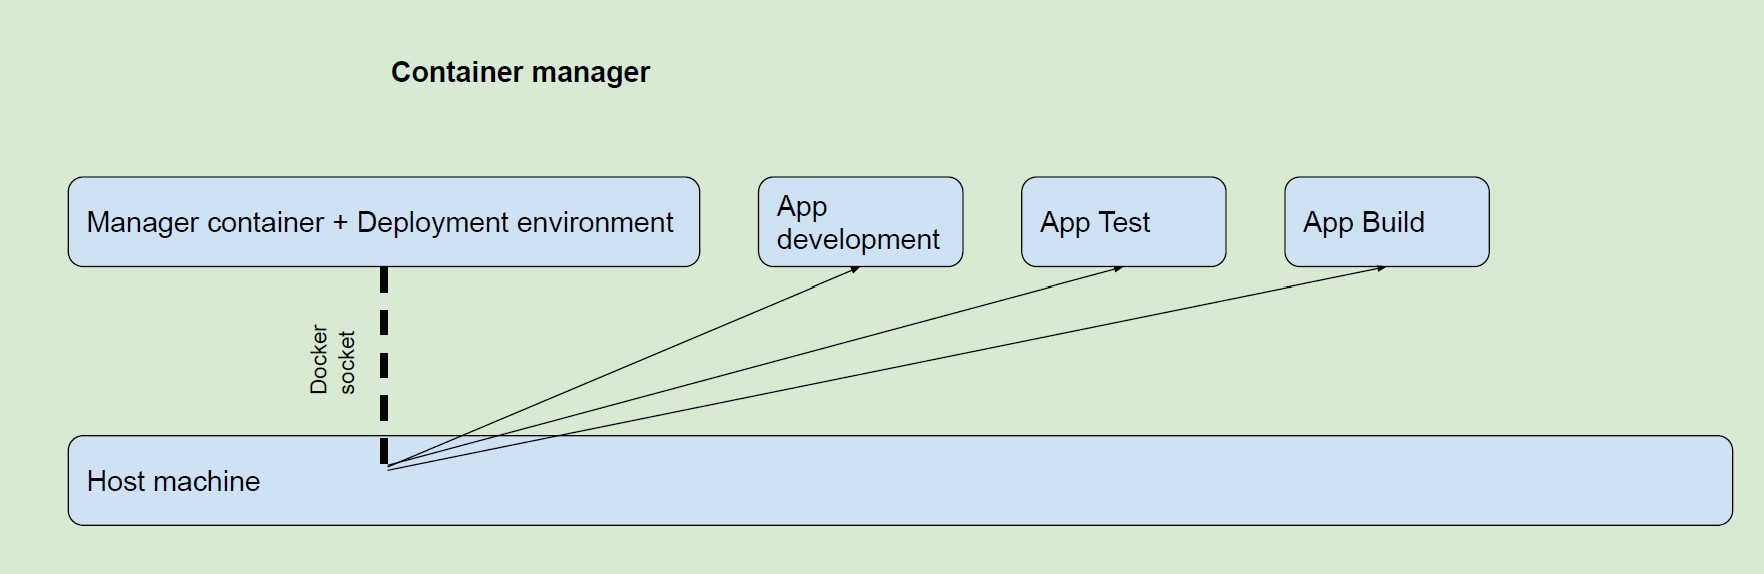 Container manager
Manager container + Deployment environment
App
development
App Test
App Build
Docker
socket
Host machine